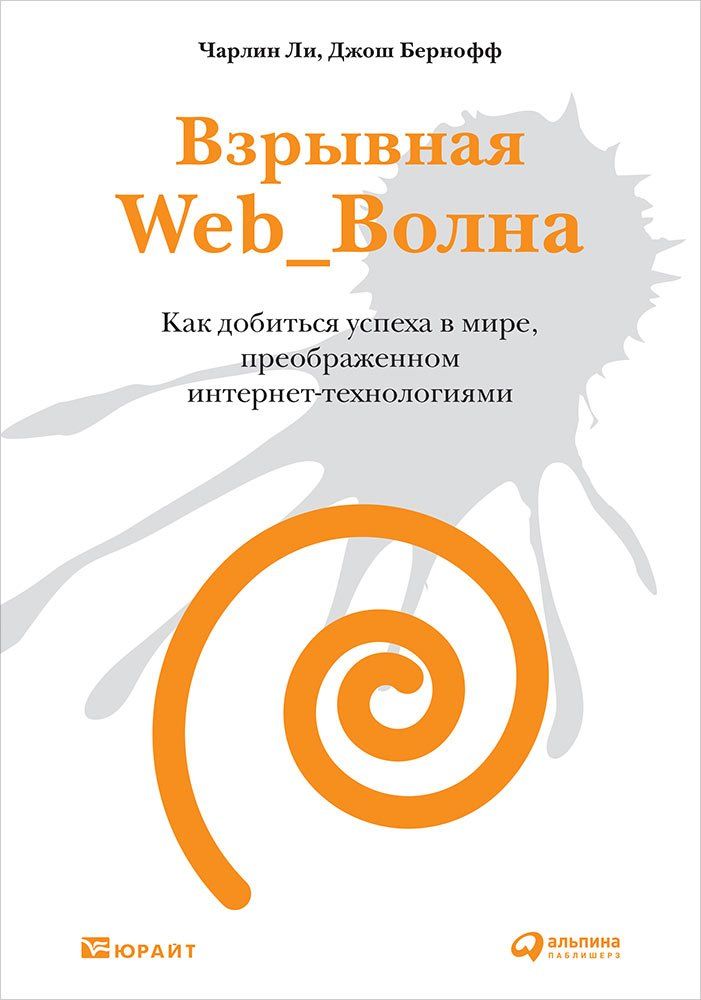 Чарлин Ли, Джош Бернофф
Взрывная
Web_Волна
Как добиться успеха в мире,
преображенном
интернет-технологиями
ЮРАЙТ
альпина
ПАБЛИШЕРЗ